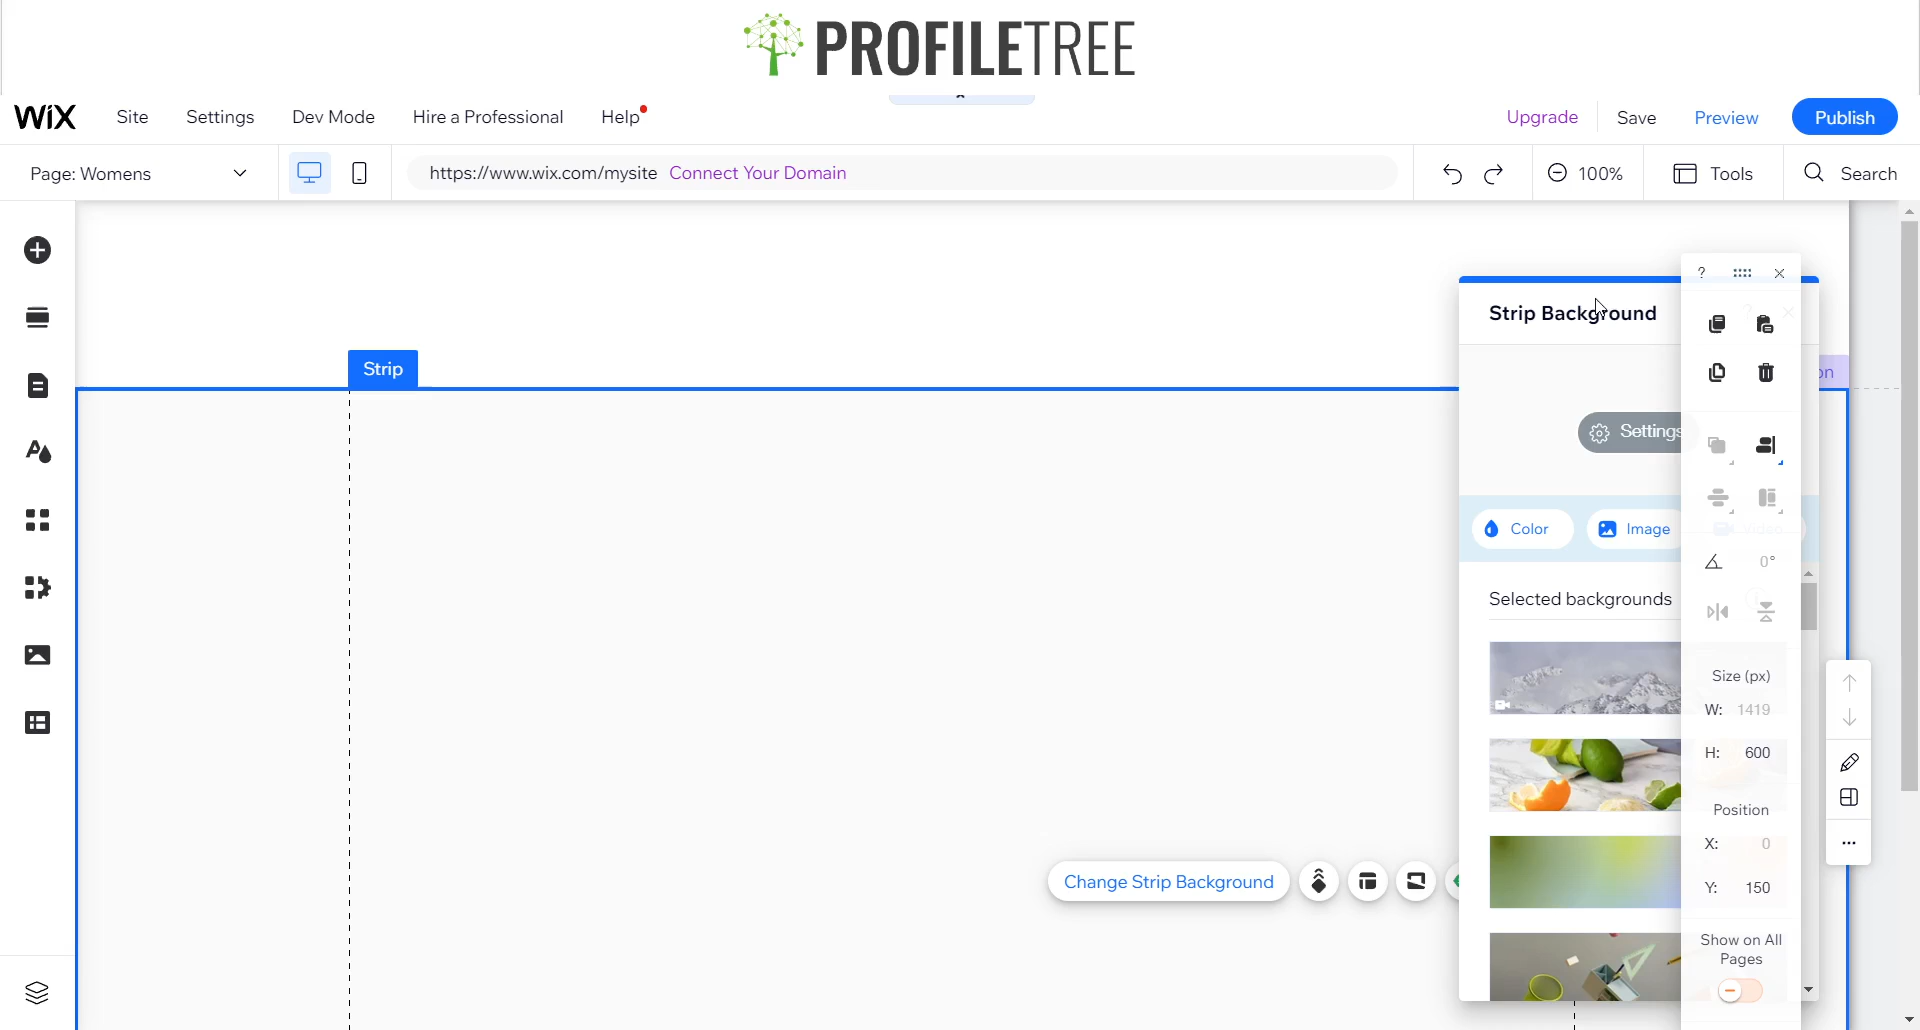 PROFILETREE
WiX Site Settings Dev Mode Hire a Professional Help Upgrade Save Preview Publish
Page: Womens https://www.wix.com/mysite Connect Your Domain 100% Tools Search
?
Strip Background
Strip
on
Settings
Color Image Video
0°
Selected backgrounds
Size (px)
W: 1419
H: 600
Position
X: 0
Y: 150
Change Strip Background
Show on All
Pages